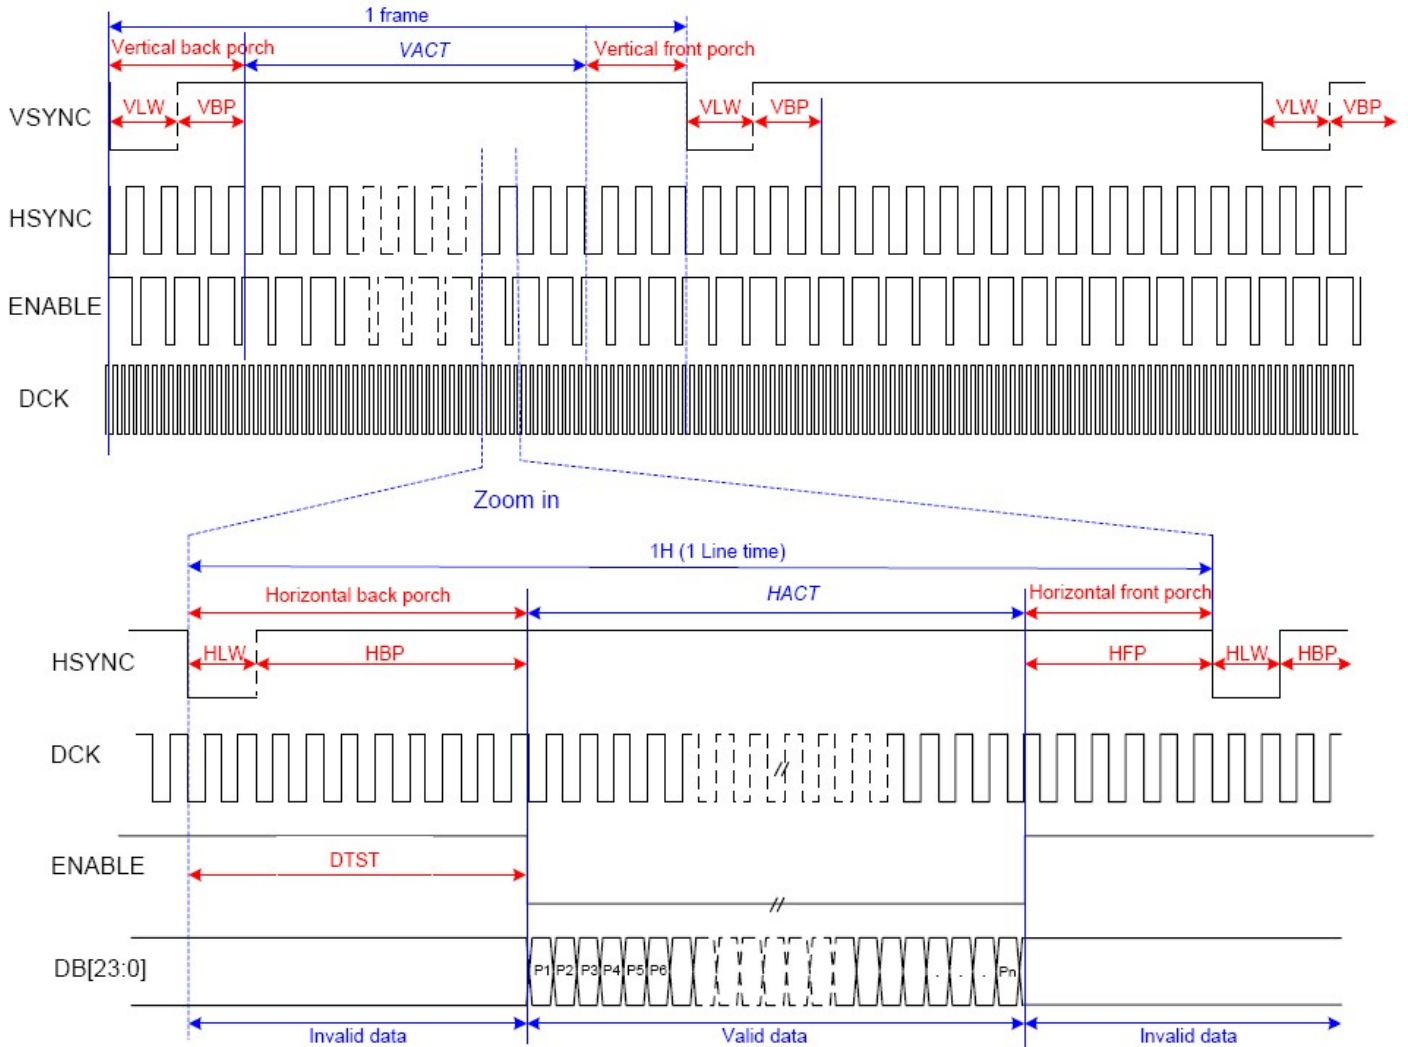 1 frame
Vertical back porch VACT Vertical front porch
VSYNC VLW VBP VLW VBP VLW VBP
HSYNC
ENABLE
DCK
Zoom in
1H (1 Line time)
Horizontal back porch HACT Horizontal front porch
HSYNC HLW HBP HFP HLW HBP
DCK //
ENABLE DTST
//
DB[23:0] P1 P2 P3 P4 P5 P6 . . . Pn
Invalid data Valid data Invalid data